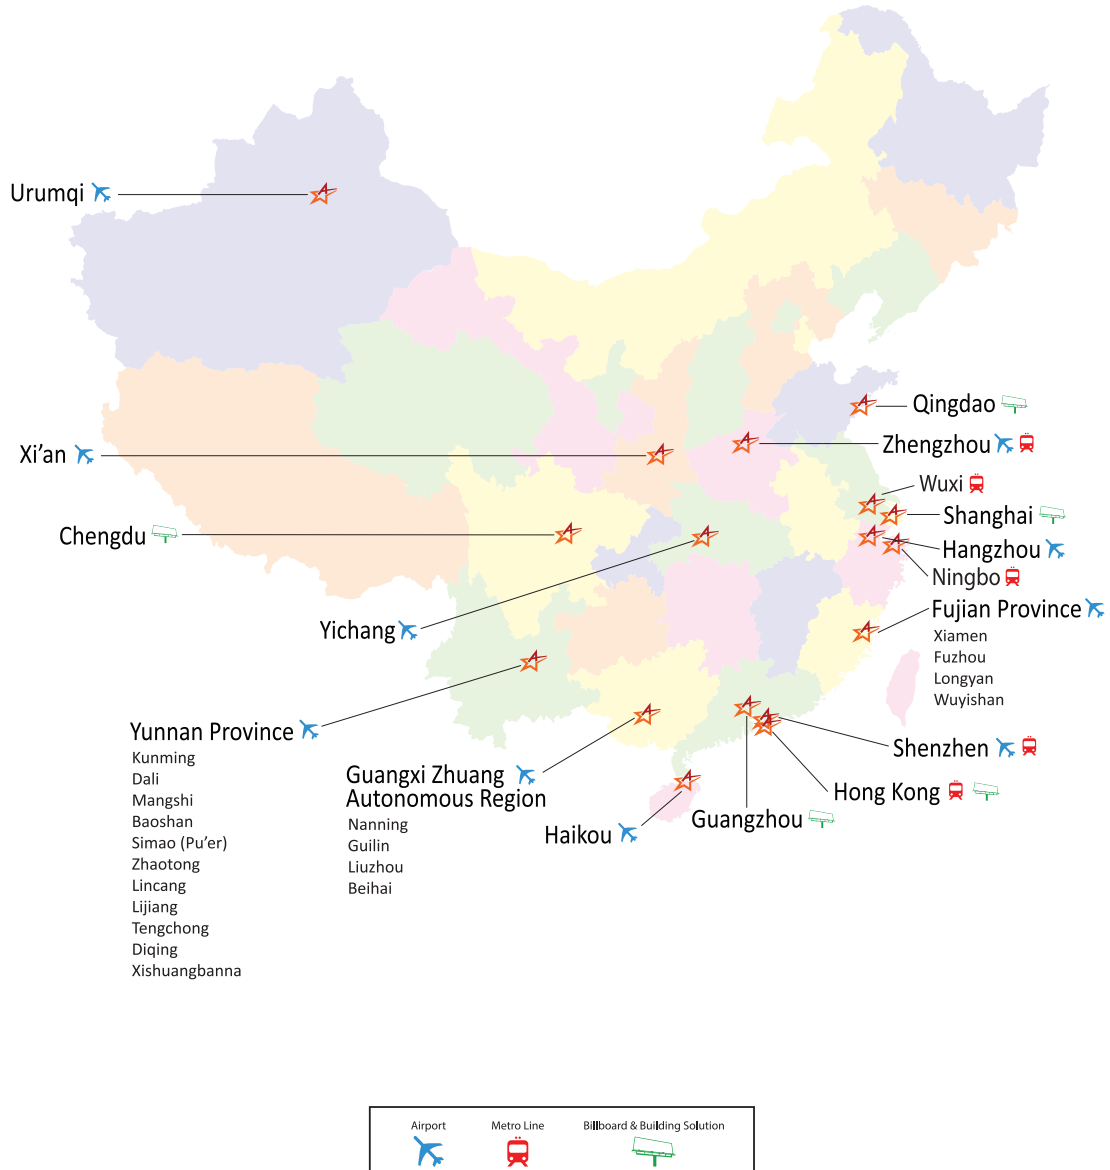 Urumqi
Qingdao
Zhengzhou
Xi’an
Wuxi
Shanghai
Chengdu
Hangzhou
Ningbo
Fujian Province
Xiamen
Fuzhou
Longyan
Wuyishan
Yichang
Yunnan Province
Kunming
Dali
Mangshi
Baoshan
Simao (Pu’er)
Zhaotong
Lincang
Lijiang
Tengchong
Diqing
Xishuangbanna
Guangxi Zhuang
Autonomous Region
Nanning
Guilin
Liuzhou
Beihai
Haikou
Guangzhou
Hong Kong
Shenzhen
Airport
Metro Line
Billboard & Building Solution